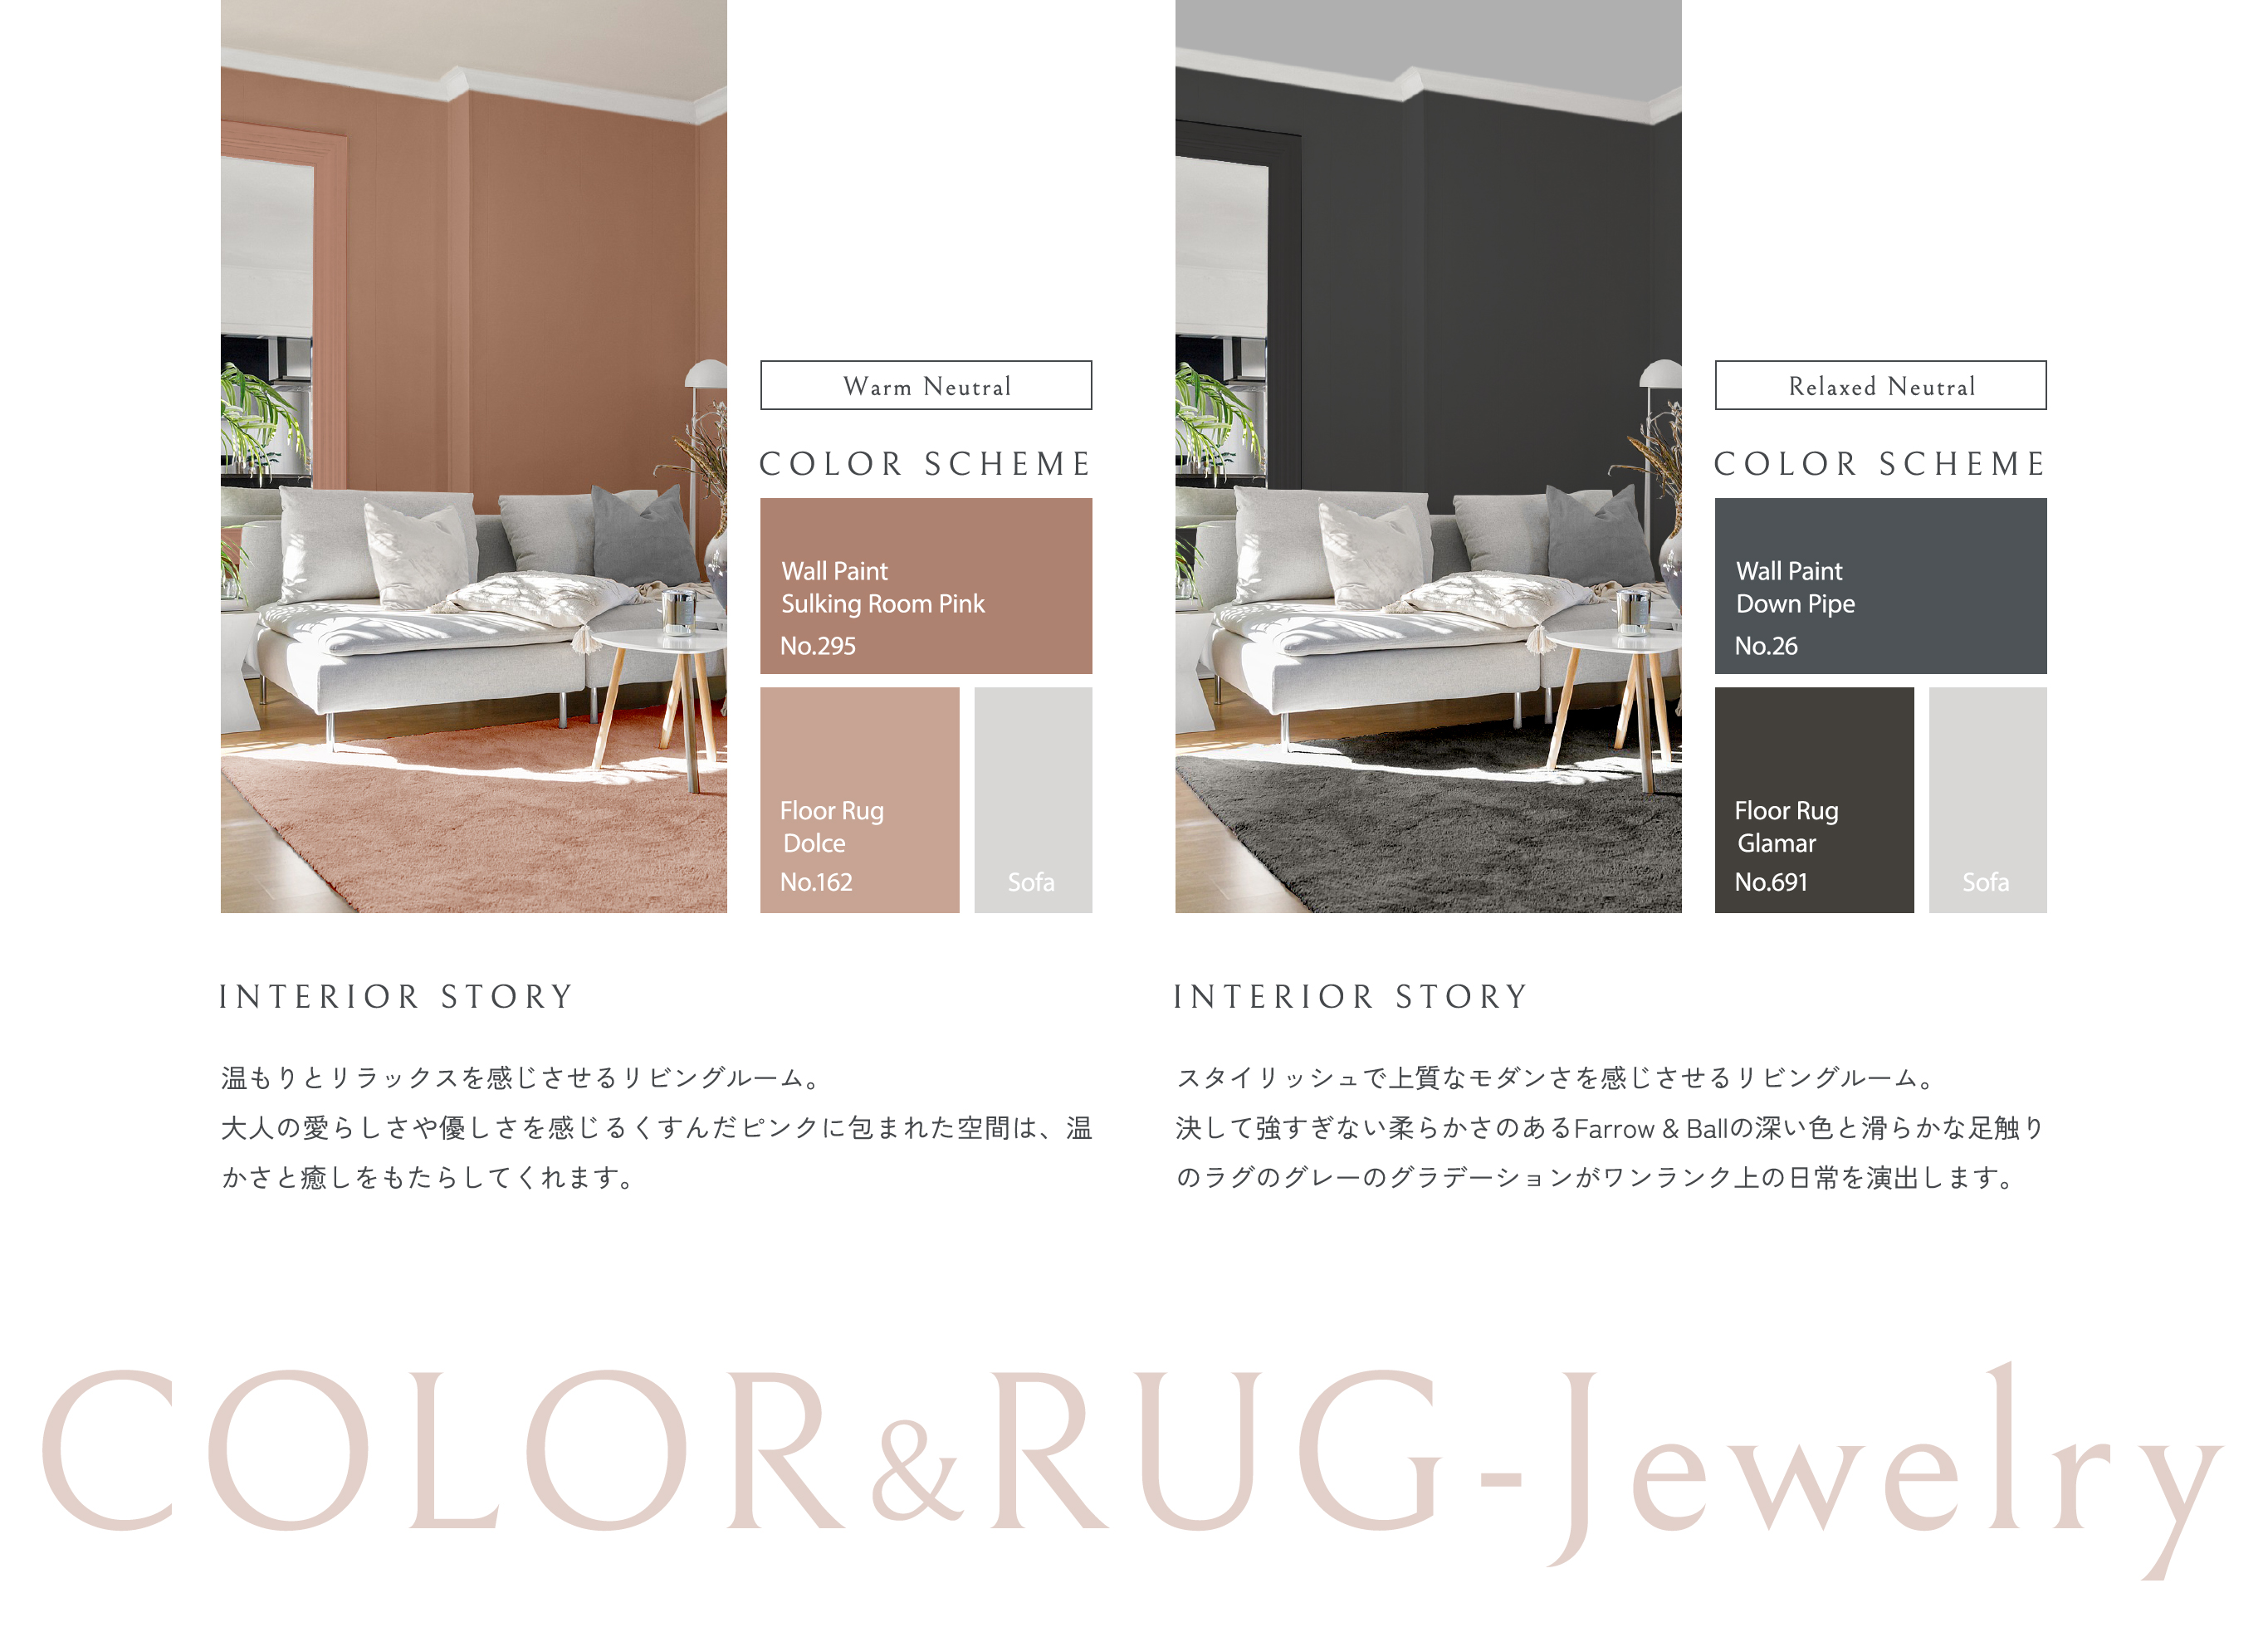 Warm Neutral
COLOR SCHEME
Wall Paint
Sulking Room Pink
No.295
Floor Rug
Dolce
No.162
Sofa
INTERIOR STORY
温もりとリラックスを感じさせるリビングルーム。
大人の愛らしさや優しさを感じるくすんだピンクに包まれた空間は、温
かさと癒しをもたらしてくれます。
Relaxed Neutral
COLOR SCHEME
Wall Paint
Down Pipe
No.26
Floor Rug
Glamar
No.691
Sofa
INTERIOR STORY
スタイリッシュで上質なモダンさを感じさせるリビングルーム。
決して強すぎない柔らかさのあるFarrow & Ballの深い色と滑らかな足触り
のラグのグレーのグラデーションがワンランク上の日常を演出します。
COLOR&RUG-Jewelry